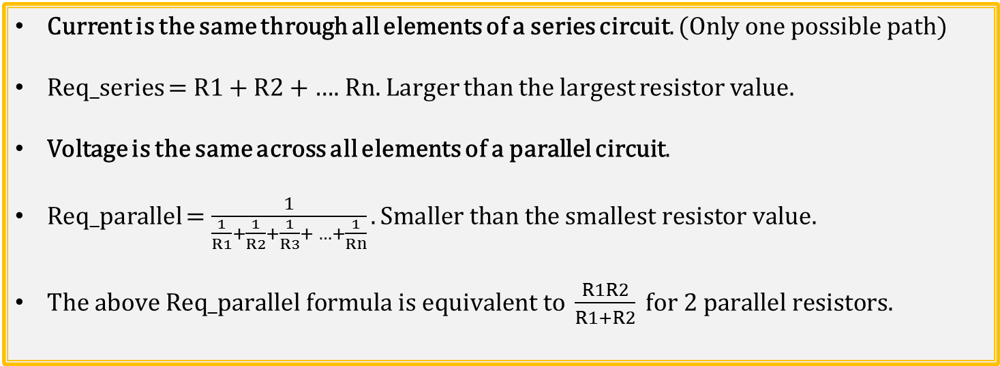 • Current is the same through all elements of a series circuit. (Only one possible path)
• Req_series = R1 + R2 + .... Rn. Larger than the largest resistor value.
• Voltage is the same across all elements of a parallel circuit.
• Req_parallel = \frac{1}{\frac{1}{R1}+\frac{1}{R2}+\frac{1}{R3}+ ...+\frac{1}{Rn}}. Smaller than the smallest resistor value.
• The above Req_parallel formula is equivalent to \frac{R1R2}{R1+R2} for 2 parallel resistors.